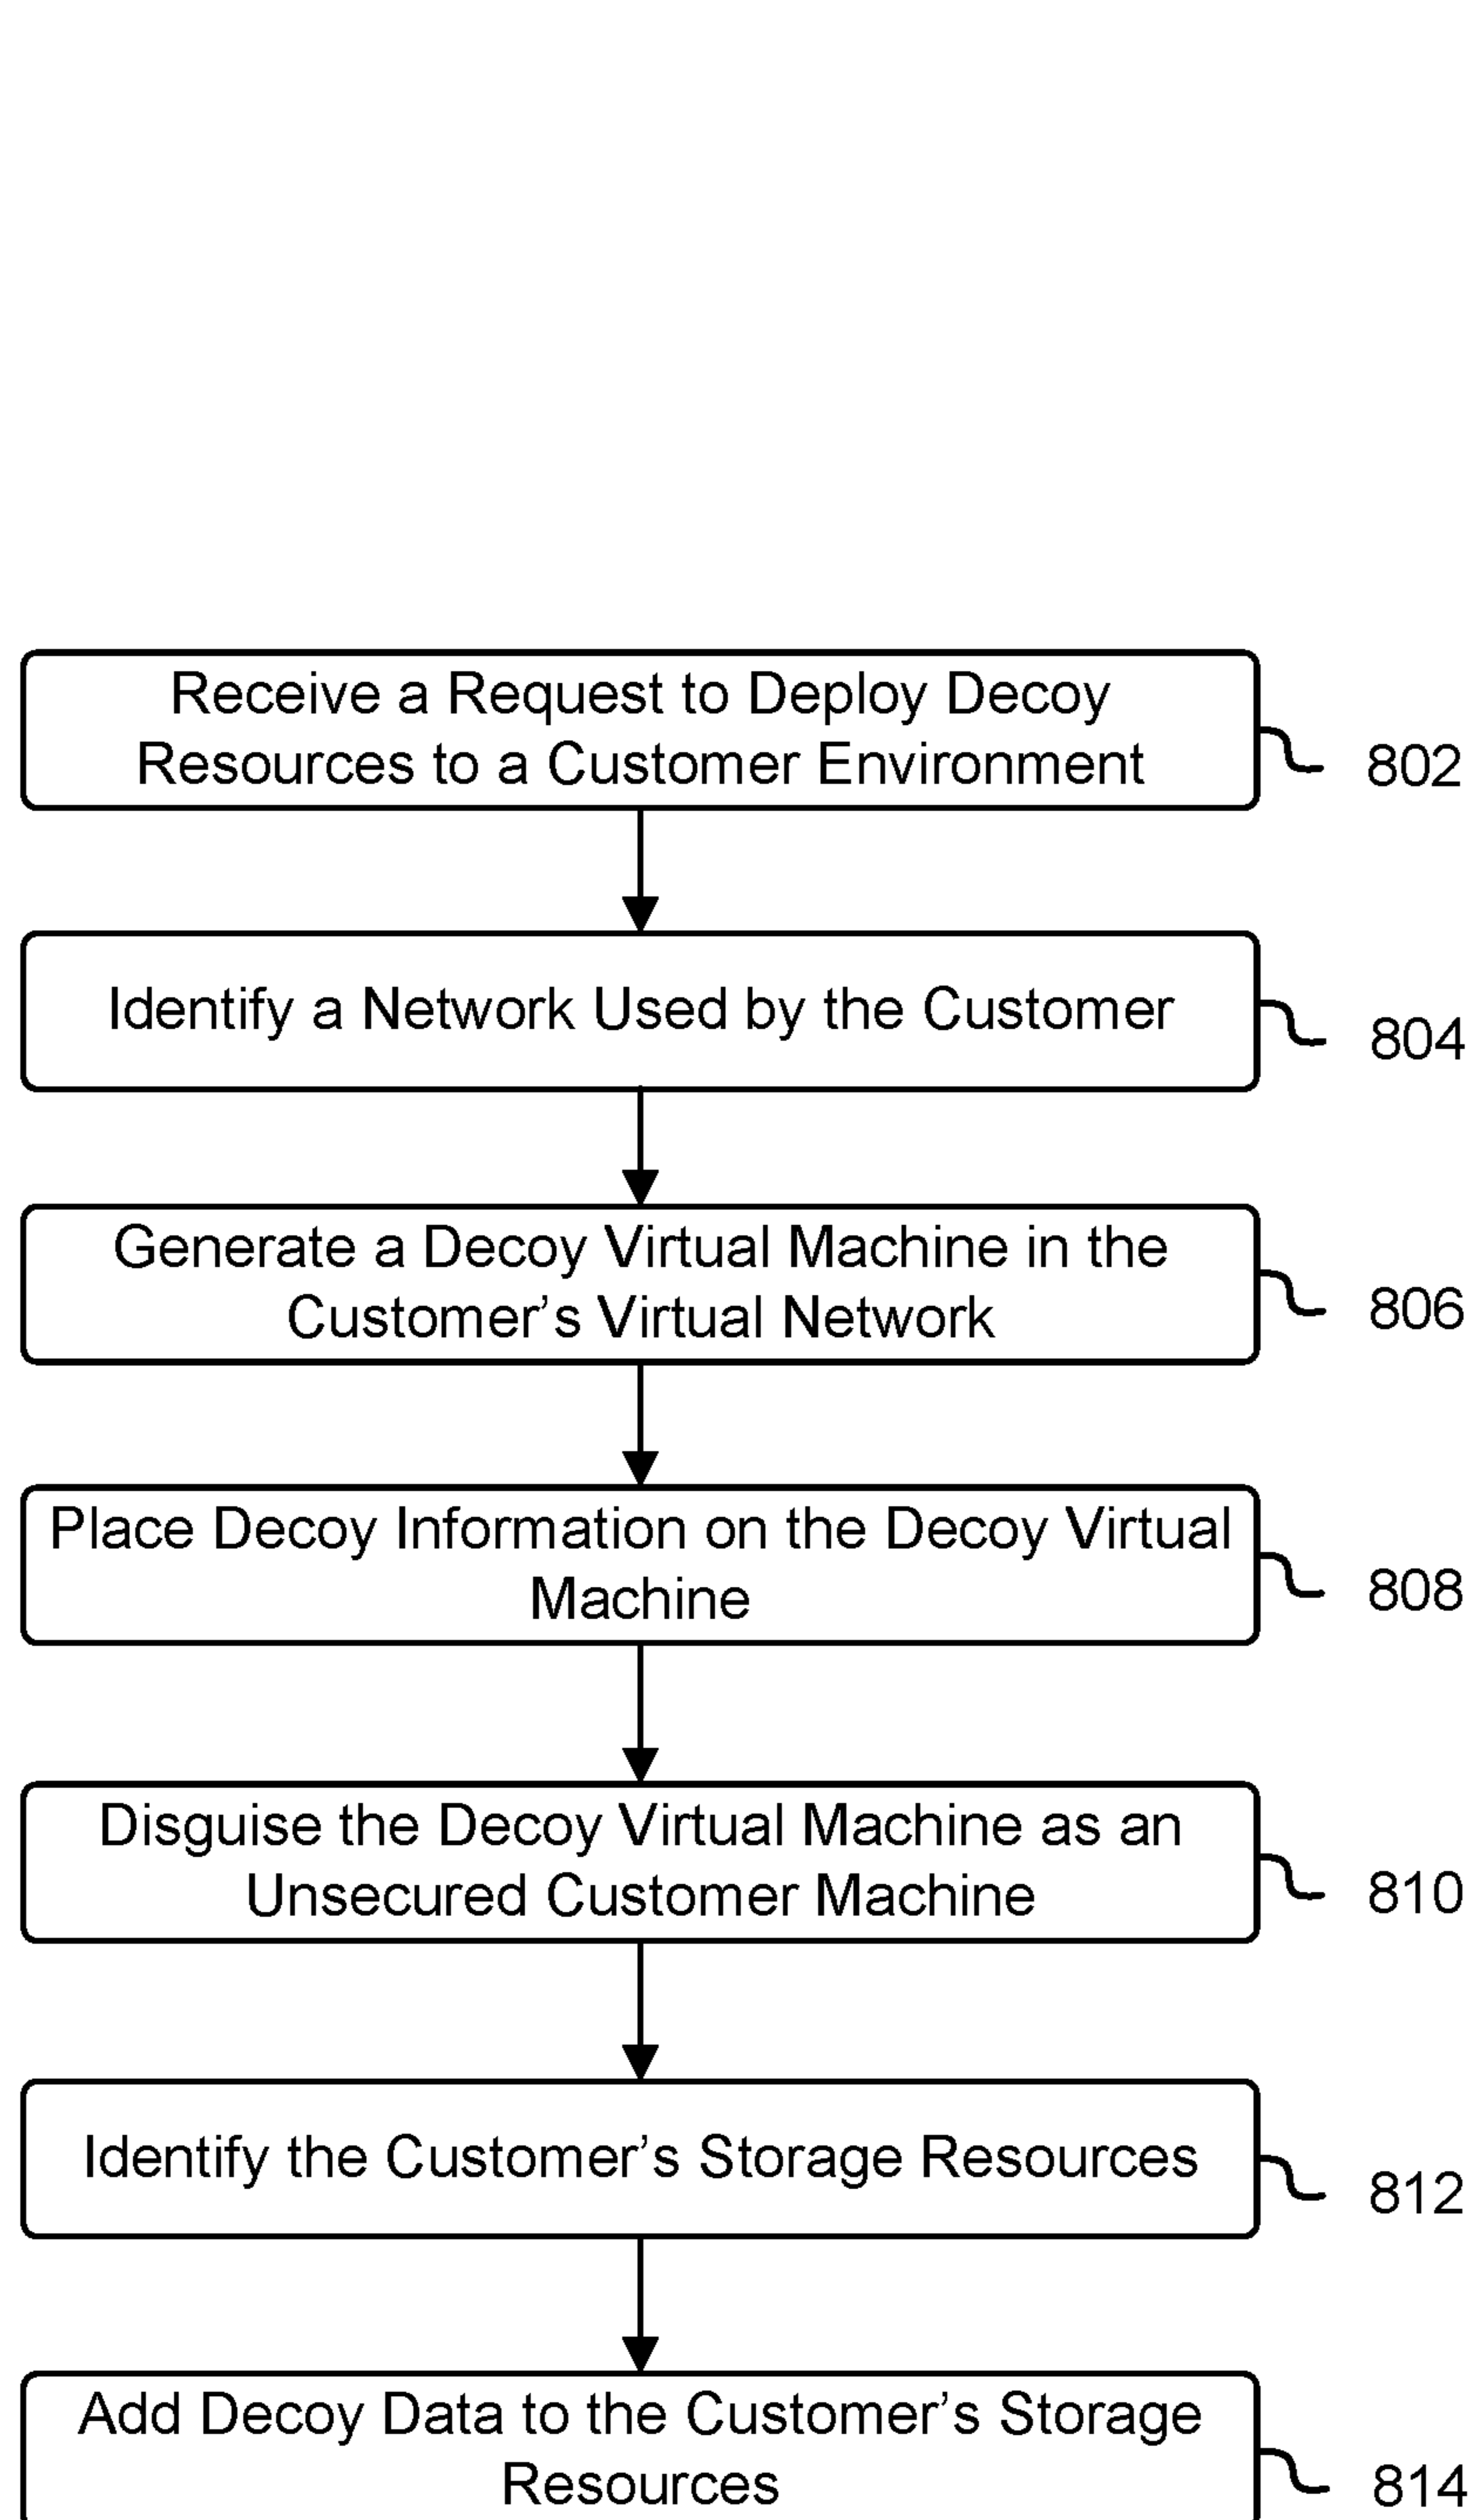 Receive a Request to Deploy Decoy
Resources to a Customer Environment
802
Identify a Network Used by the Customer
804
Generate a Decoy Virtual Machine in the
Customer's Virtual Network
806
Place Decoy Information on the Decoy Virtual
Machine
808
Disguise the Decoy Virtual Machine as an
Unsecured Customer Machine
810
Identify the Customer's Storage Resources
812
Add Decoy Data to the Customer's Storage
Resources
814